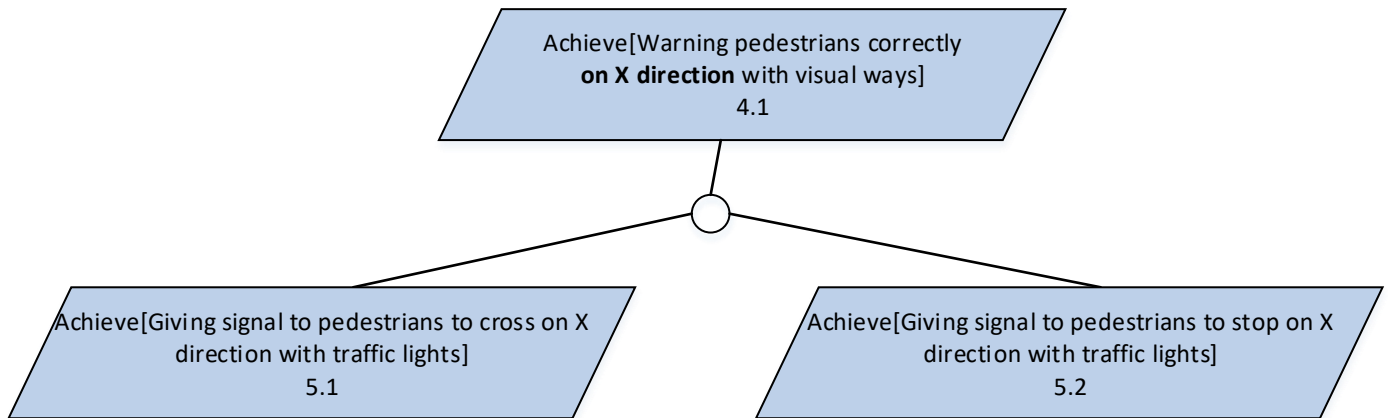 Achieve[Warning pedestrians correctly
on X direction with visual ways]
4.1
Achieve[Giving signal to pedestrians to cross on X
direction with traffic lights]
5.1
Achieve[Giving signal to pedestrians to stop on X
direction with traffic lights]
5.2